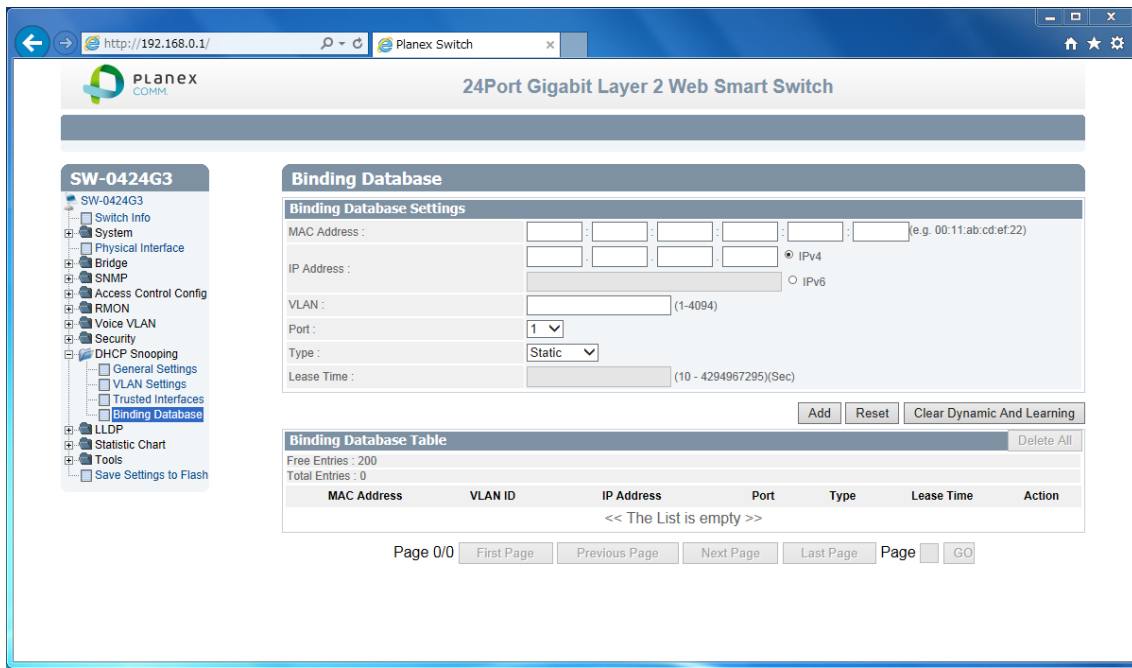 http://192.168.0.1/
Planex Switch
PLANEX
COMM.
24Port Gigabit Layer 2 Web Smart Switch
SW-0424G3
SW-0424G3
Switch Info
System
Physical Interface
Bridge
SNMP
Access Control Config
RMON
Voice VLAN
Security
DHCP Snooping
General Settings
VLAN Settings
Trusted Interfaces
Binding Database
LLDP
Statistic Chart
Tools
Save Settings to Flash
Binding Database
Binding Database Settings
MAC Address : : : : : : (e.g. 00:11:ab:cd:ef:22)
IP Address : . . . IPv4
IPv6
VLAN : (1-4094)
Port : 1
Type : Static
Lease Time : (10 - 4294967295)(Sec)
Add Reset Clear Dynamic And Learning
Binding Database Table Delete All
Free Entries : 200
Total Entries : 0
MAC Address VLAN ID IP Address Port Type Lease Time Action
<< The List is empty >>
Page 0/0 First Page Previous Page Next Page Last Page Page GO